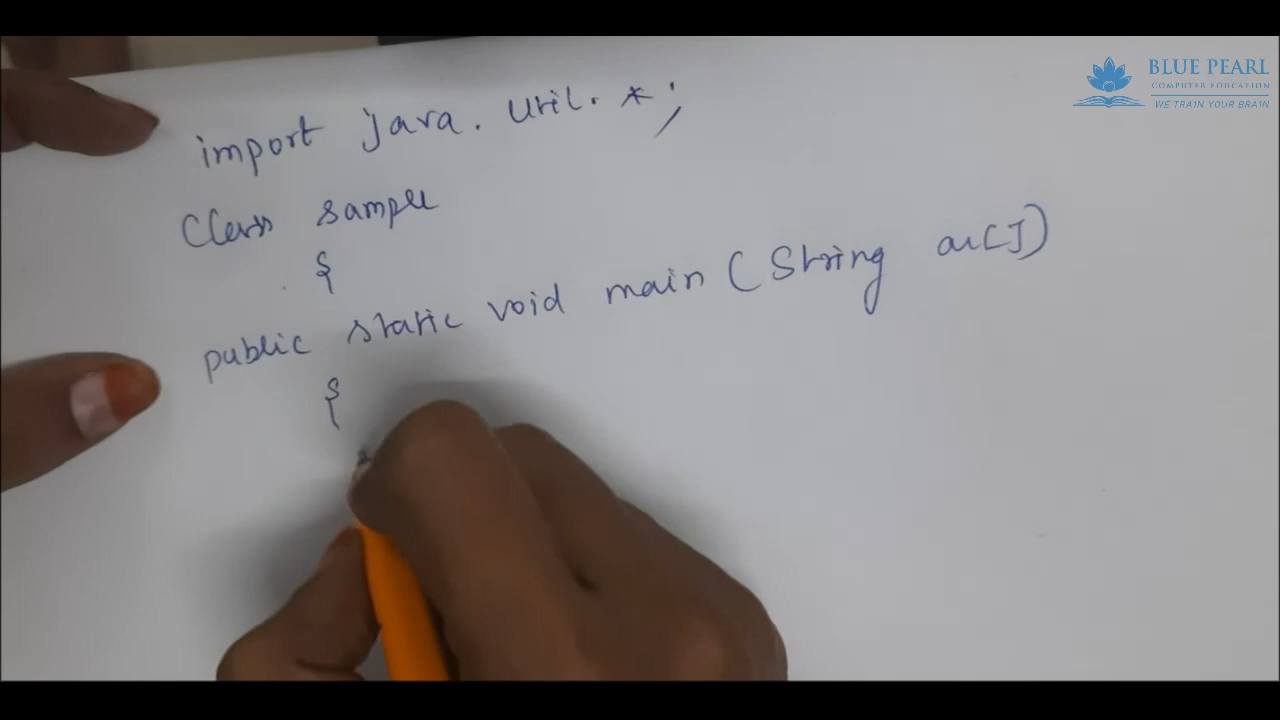 import java. Util. *;
Class sample
{
public static void main ( String ar[])
{
BLUE PEARL
COMPUTER EDUCATION
WE TRAIN YOUR BRAIN